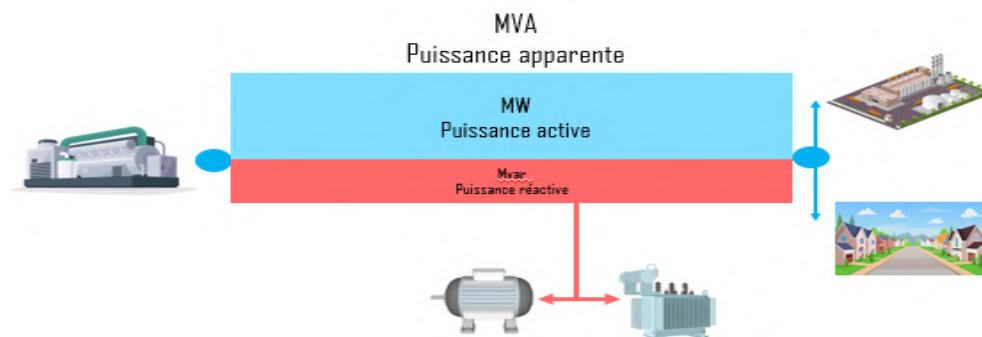 MVA
Puissance apparente
MW
Puissance active
Mvar
Puissance réactive